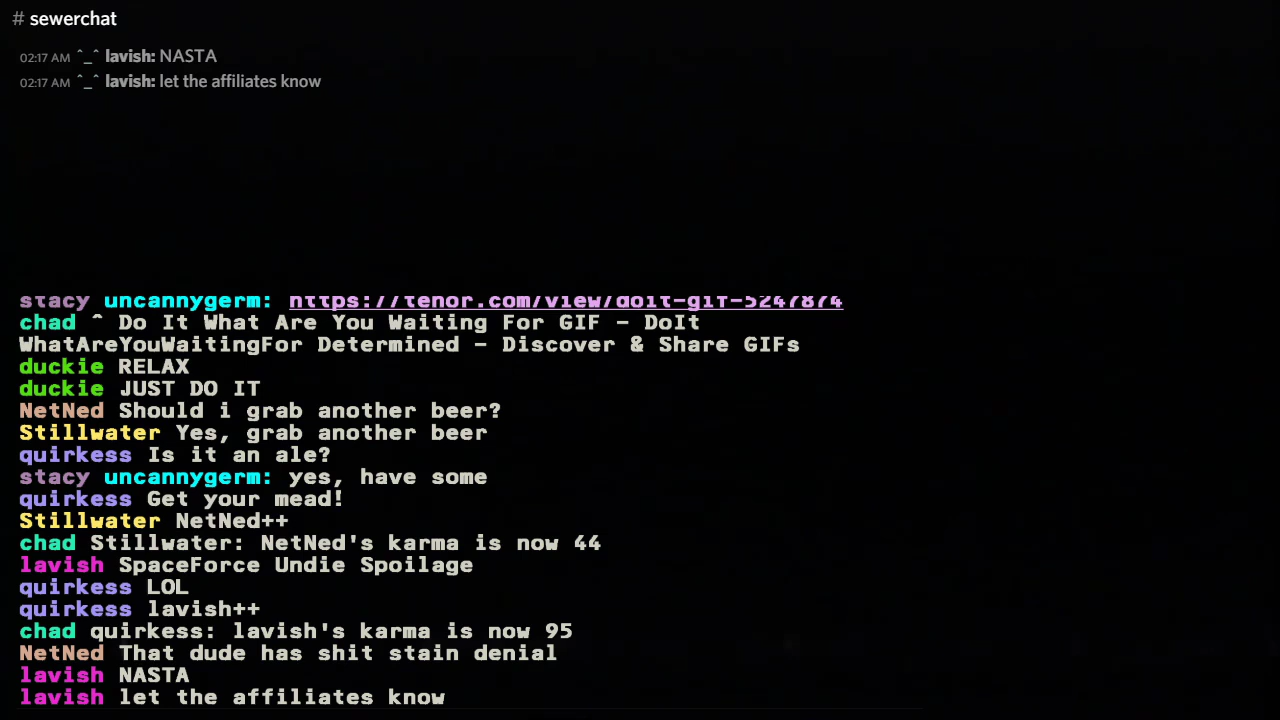 # sewerchat
02:17 AM ^_^ lavish: NASTA
02:17 AM ^_^ lavish: let the affiliates know
stacy uncannygerm: https://tenor.com/view/doit-gif-5247874
chad ^ Do It What Are You Waiting For GIF - DoIt
WhatAreYouWaitingFor Determined - Discover & Share GIFs
duckie RELAX
duckie JUST DO IT
NetNed Should i grab another beer?
Stillwater Yes, grab another beer
quirkess Is it an ale?
stacy uncannygerm: yes, have some
quirkess Get your mead!
Stillwater NetNed++
chad Stillwater: NetNed's karma is now 44
lavish SpaceForce Undie Spoilage
quirkess LOL
quirkess lavish++
chad quirkess: lavish's karma is now 95
NetNed That dude has shit stain denial
lavish NASTA
lavish let the affiliates know